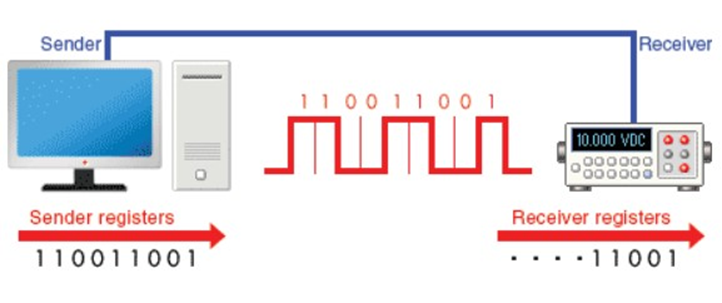 Sender
Receiver
1 1 0 0 1 1 0 0 1
10.000 VDC
Sender registers
Receiver registers
110011001
· · · · 11001